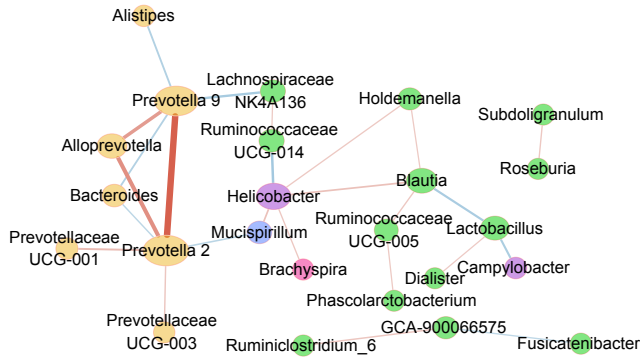 Alistipes
Lachnospiraceae
NK4A136
Prevotella 9
Holdemanella
Subdoligranulum
Ruminococcaceae
UCG-014
Alloprevotella
Roseburia
Blautia
Bacteroides
Helicobacter
Ruminococcaceae
UCG-005
Lactobacillus
Mucispirillum
Prevotellaceae
UCG-001
Prevotella 2
Brachyspira
Dialister
Campylobacter
Phascolarctobacterium
Prevotellaceae
UCG-003
GCA-900066575
Ruminiclostridium_6
Fusicatenibacter